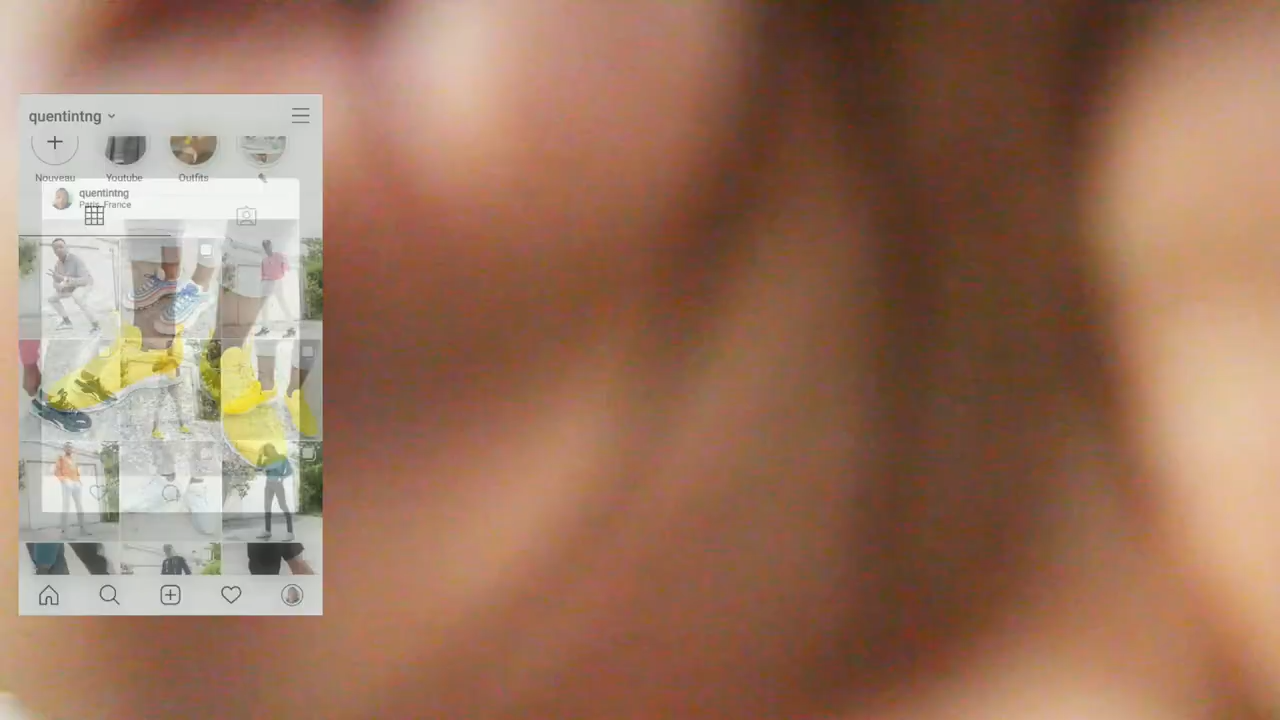 quentintng
Nouveau
Youtube
Outfits
quentintng
Paris, France